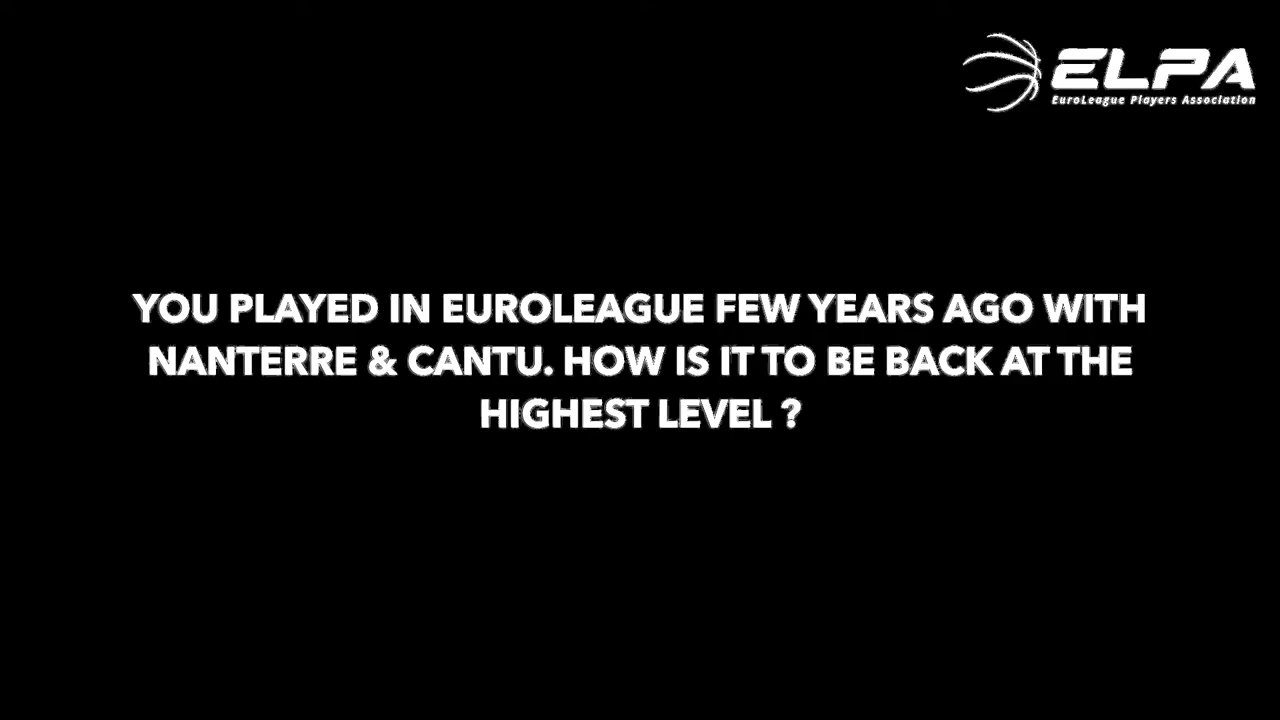 ELPA
EuroLeague Players Association
YOU PLAYED IN EUROLEAGUE FEW YEARS AGO WITH
NANTERRE & CANTU. HOW IS IT TO BE BACK AT THE
HIGHEST LEVEL ?